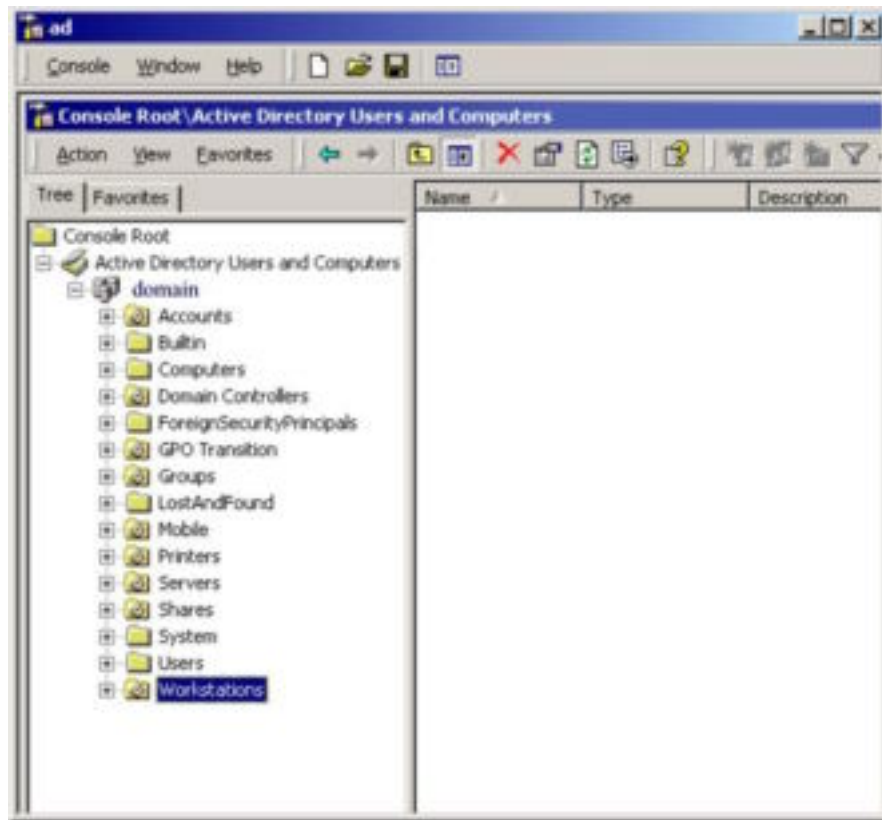 ad
Console Window Help
Console Root\Active Directory Users and Computers
Action View Favorites
Tree Favorites
Name Type Description
Console Root
Active Directory Users and Computers
domain
Accounts
Builtin
Computers
Domain Controllers
ForeignSecurityPrincipals
GPO Transition
Groups
LostAndFound
Mobile
Printers
Servers
Shares
System
Users
Workstations